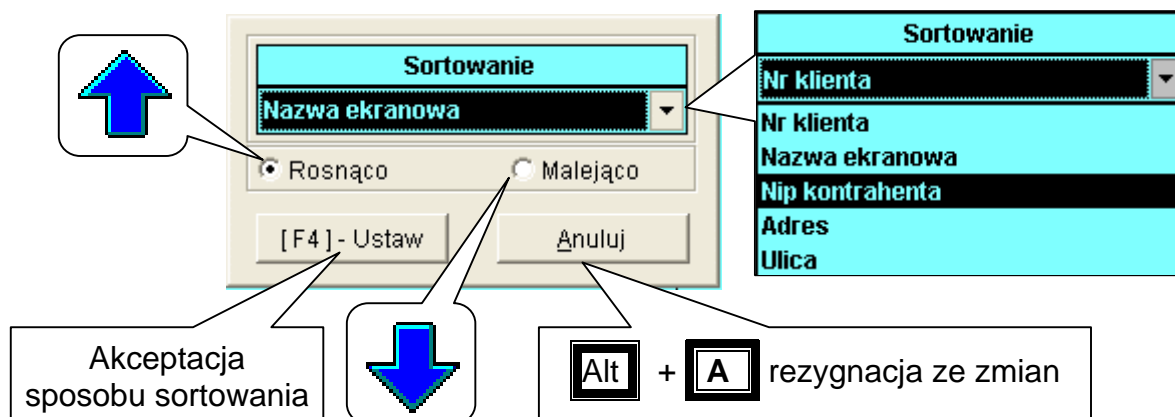 Sortowanie
Nazwa ekranowa
Rosnąco
Malejąco
[ F4 ] - Ustaw
Anuluj
Sortowanie
Nr klienta
Nr klienta
Nazwa ekranowa
Nip kontrahenta
Adres
Ulica
Akceptacja
sposobu sortowania
Alt + A rezygnacja ze zmian